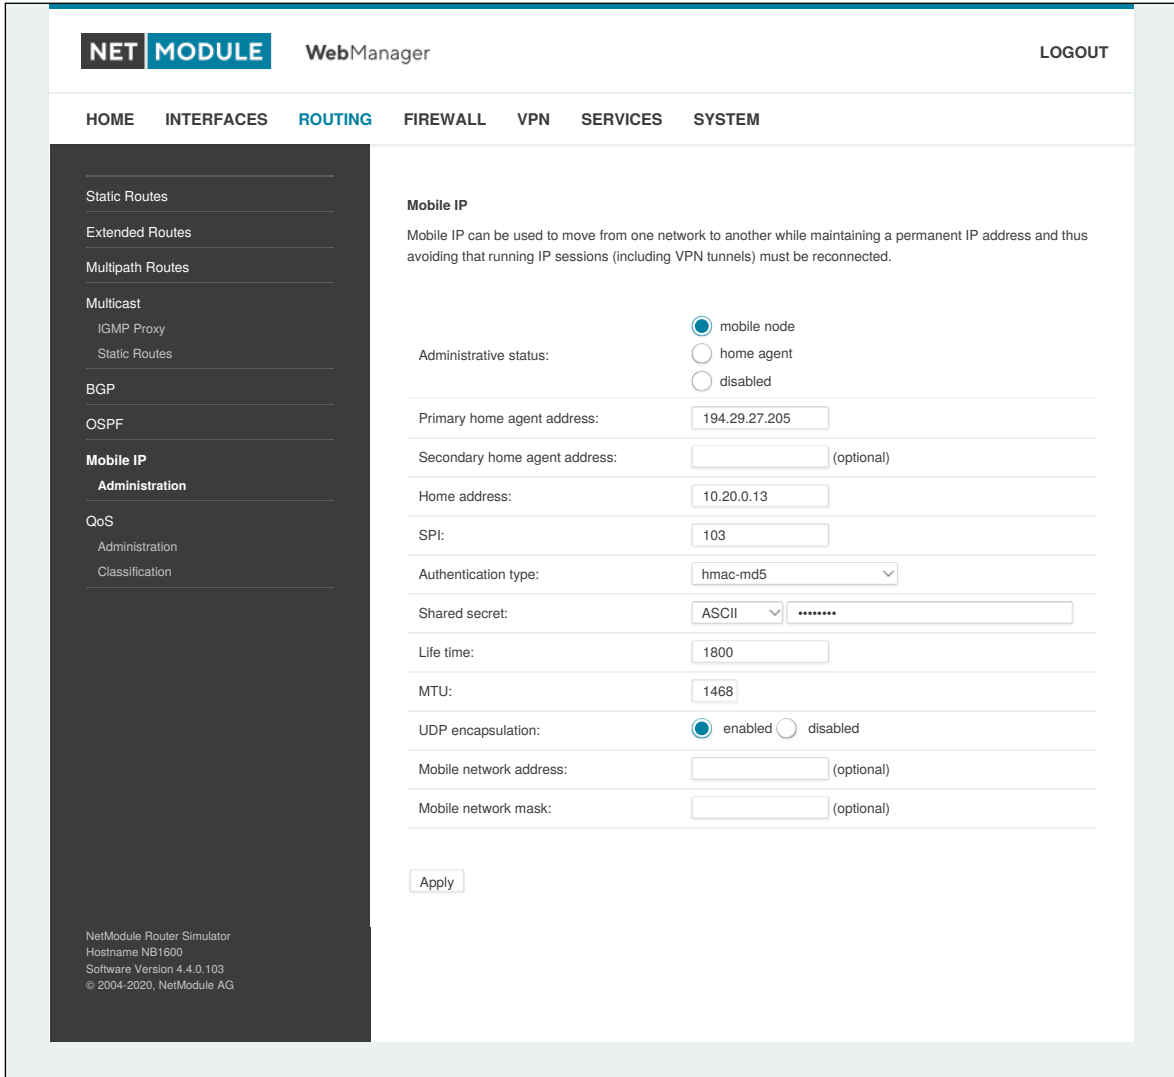 NET MODULE WebManager LOGOUT
HOME INTERFACES ROUTING FIREWALL VPN SERVICES SYSTEM
Static Routes
Extended Routes
Multipath Routes
Multicast
IGMP Proxy
Static Routes
BGP
OSPF
Mobile IP
Administration
QoS
Administration
Classification
NetModule Router Simulator
Hostname NB1600
Software Version 4.4.0.103
© 2004-2020, NetModule AG
Mobile IP
Mobile IP can be used to move from one network to another while maintaining a permanent IP address and thus
avoiding that running IP sessions (including VPN tunnels) must be reconnected.
Administrative status:
mobile node
home agent
disabled
Primary home agent address: 194.29.27.205
Secondary home agent address: (optional)
Home address: 10.20.0.13
SPI: 103
Authentication type: hmac-md5
Shared secret: ASCII ••••••••
Life time: 1800
MTU: 1468
UDP encapsulation: enabled disabled
Mobile network address: (optional)
Mobile network mask: (optional)
Apply